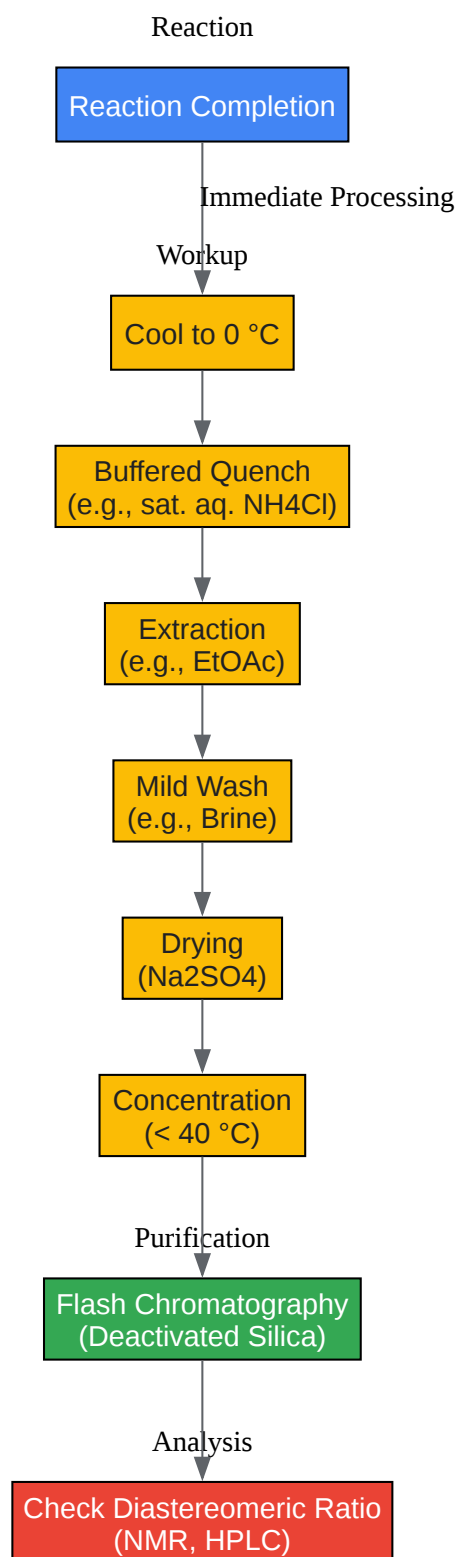 Reaction
Reaction Completion
Immediate Processing
Workup
Cool to 0 °C
Buffered Quench
(e.g., sat. aq. NH4Cl)
Extraction
(e.g., EtOAc)
Mild Wash
(e.g., Brine)
Drying
(Na2SO4)
Concentration
(< 40 °C)
Purification
Flash Chromatography
(Deactivated Silica)
Analysis
Check Diastereomeric Ratio
(NMR, HPLC)